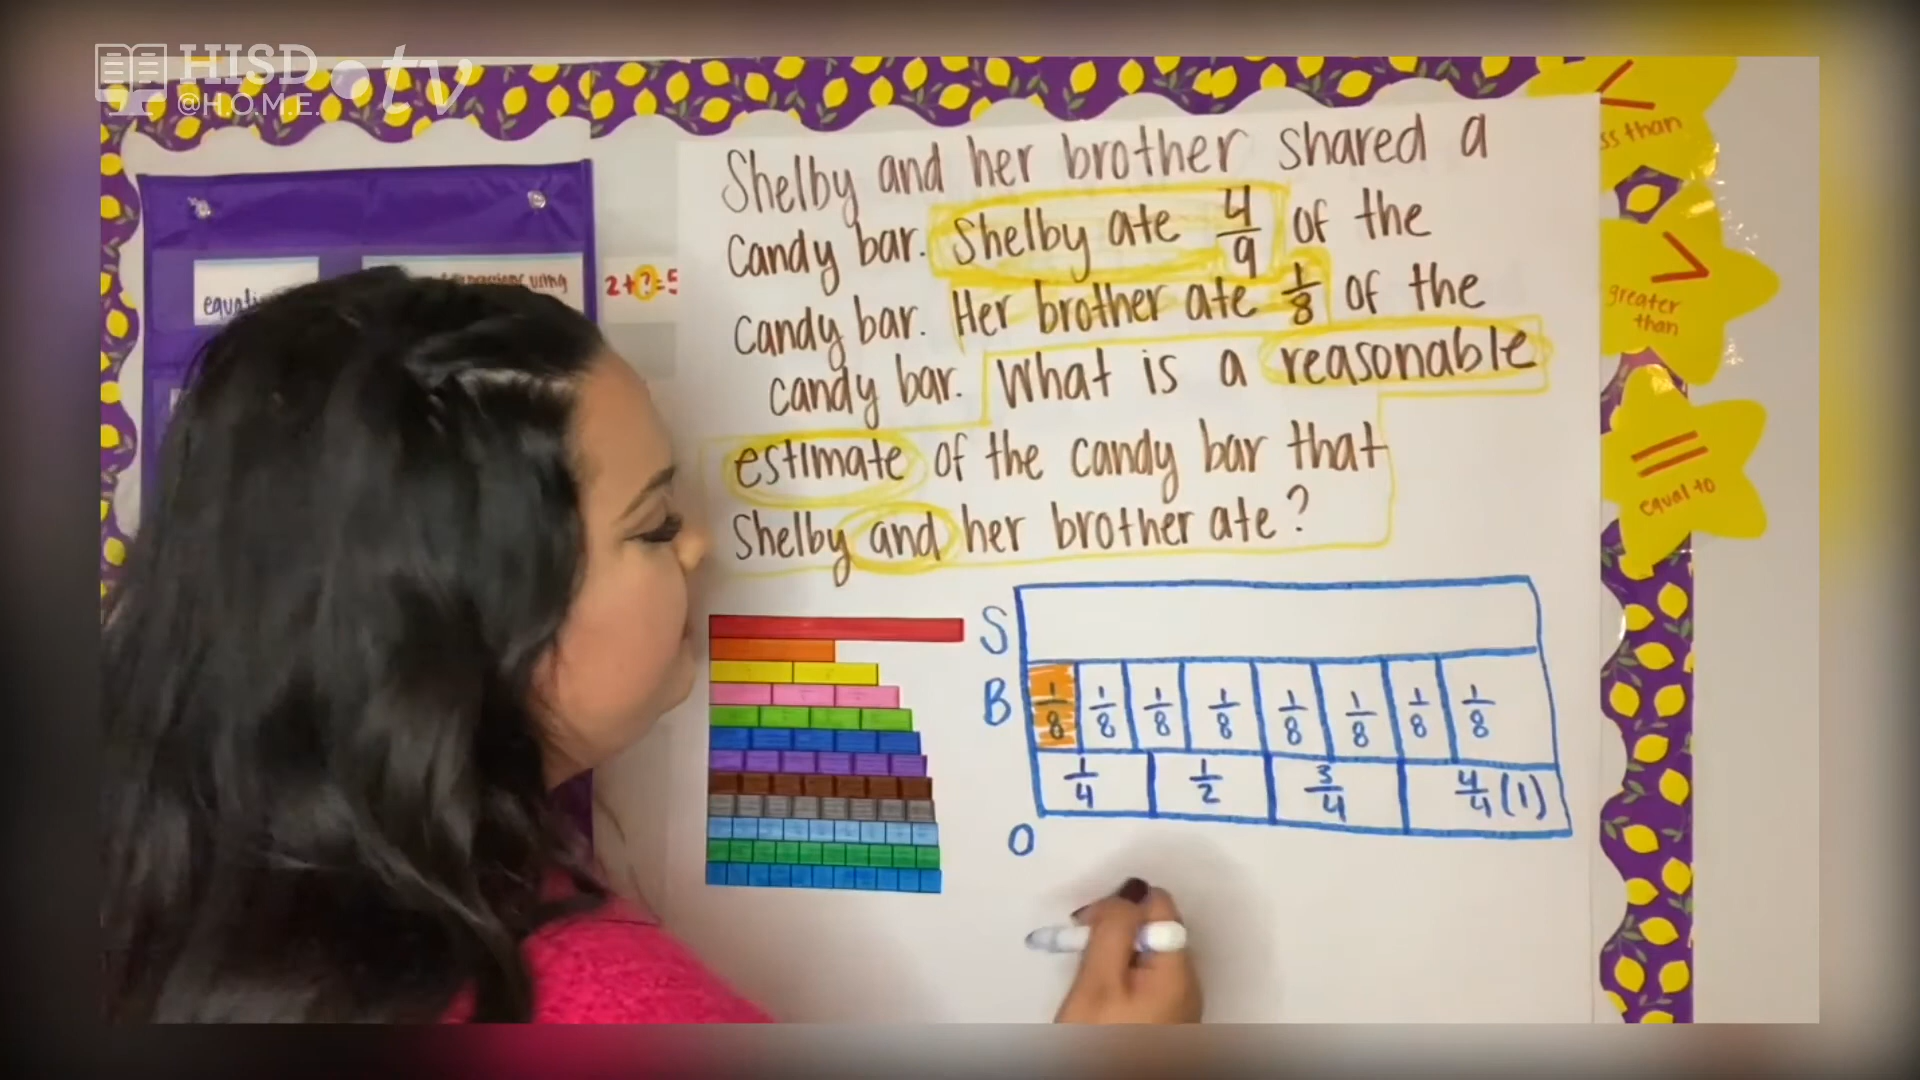 HISD
@H.O.M.E. .tv
Shelby and her brother shared a
candy bar. Shelby ate 4/9 of the
candy bar. Her brother ate 1/8 of the
candy bar. What is a reasonable
estimate of the candy bar that
Shelby and her brother ate?
using
2+?=5
than
>
greater
than
=
equal to
S
B 1/8 1/8 1/8 1/8 1/8 1/8 1/8 1/8
1/4 1/2 3/4 4/4 (1)
0